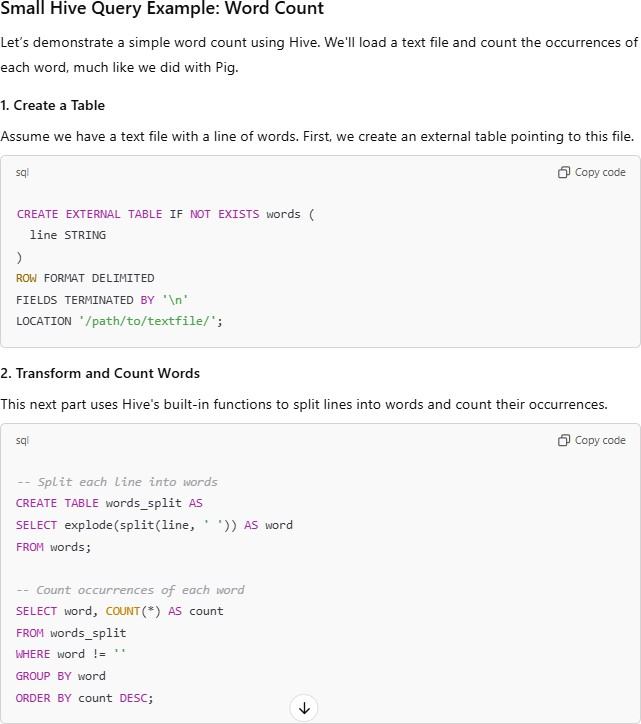 Small Hive Query Example: Word Count
Let's demonstrate a simple word count using Hive. We'll load a text file and count the occurrences of
each word, much like we did with Pig.
1. Create a Table
Assume we have a text file with a line of words. First, we create an external table pointing to this file.
sql
Copy code
CREATE EXTERNAL TABLE IF NOT EXISTS words (
  line STRING
)
ROW FORMAT DELIMITED
FIELDS TERMINATED BY '\n'
LOCATION '/path/to/textfile/';
2. Transform and Count Words
This next part uses Hive's built-in functions to split lines into words and count their occurrences.
sql
Copy code
-- Split each line into words
CREATE TABLE words_split AS
SELECT explode(split(line, ' ')) AS word
FROM words;
-- Count occurrences of each word
SELECT word, COUNT(*) AS count
FROM words_split
WHERE word != ''
GROUP BY word
ORDER BY count DESC;